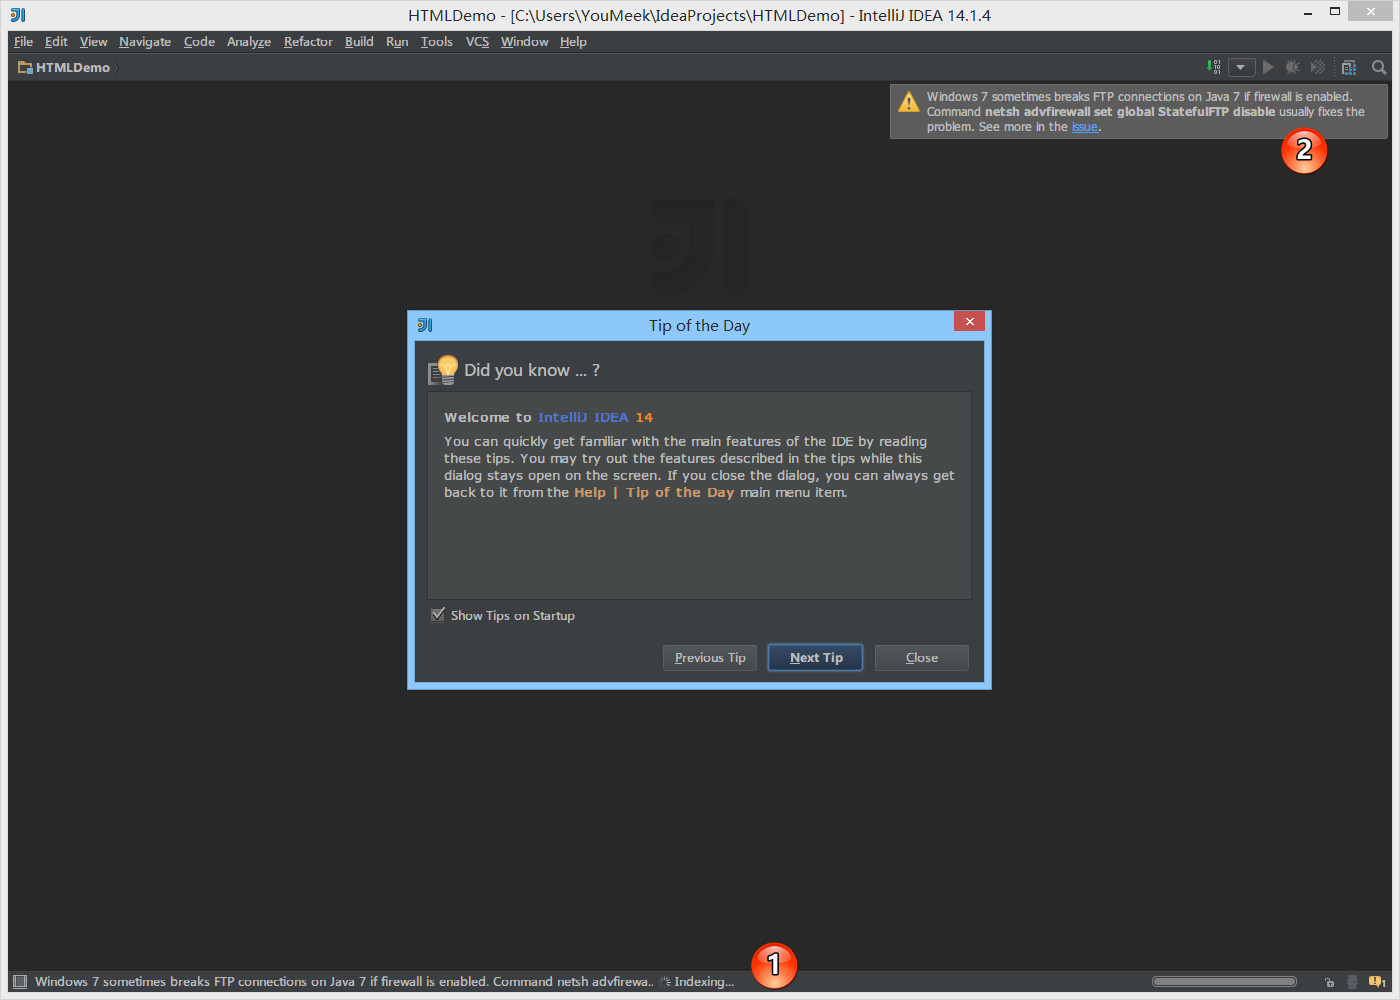 HTMLDemo - [C:\Users\YouMeek\IdeaProjects\HTMLDemo] - IntelliJ IDEA 14.1.4
File Edit View Navigate Code Analyze Refactor Build Run Tools VCS Window Help
HTMLDemo
Windows 7 sometimes breaks FTP connections on Java 7 if firewall is enabled.
Command netsh advfirewall set global StatefulFTP disable usually fixes the
problem. See more in the issue.
2
Tip of the Day
Did you know ... ?
Welcome to IntelliJ IDEA 14
You can quickly get familiar with the main features of the IDE by reading
these tips. You may try out the features described in the tips while this
dialog stays open on the screen. If you close the dialog, you can always get
back to it from the Help | Tip of the Day main menu item.
Show Tips on Startup
Previous Tip Next Tip Close
1
Windows 7 sometimes breaks FTP connections on Java 7 if firewall is enabled. Command netsh advfirewa.. Indexing... 1